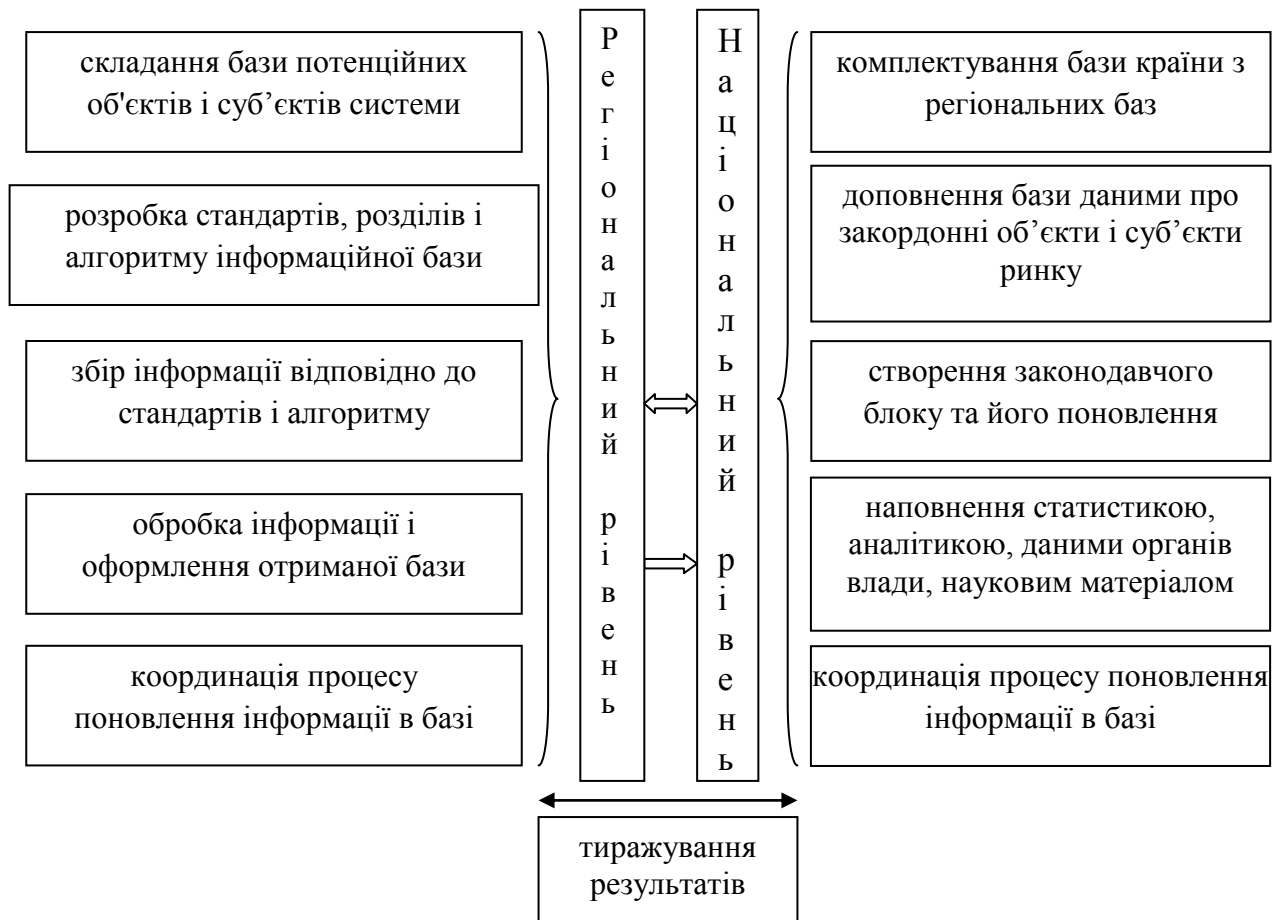 складання бази потенційних
об'єктів і суб’єктів системи
розробка стандартів, розділів і
алгоритму інформаційної бази
збір інформації відповідно до
стандартів і алгоритму
обробка інформації і
оформлення отриманої бази
координація процесу
поновлення інформації в базі
Регіональний рівень
Національний рівень
комплектування бази країни з
регіональних баз
доповнення бази даними про
закордонні об’єкти і суб’єкти
ринку
створення законодавчого
блоку та його поновлення
наповнення статистикою,
аналітикою, даними органів
влади, науковим матеріалом
координація процесу поновлення
інформації в базі
тиражування
результатів